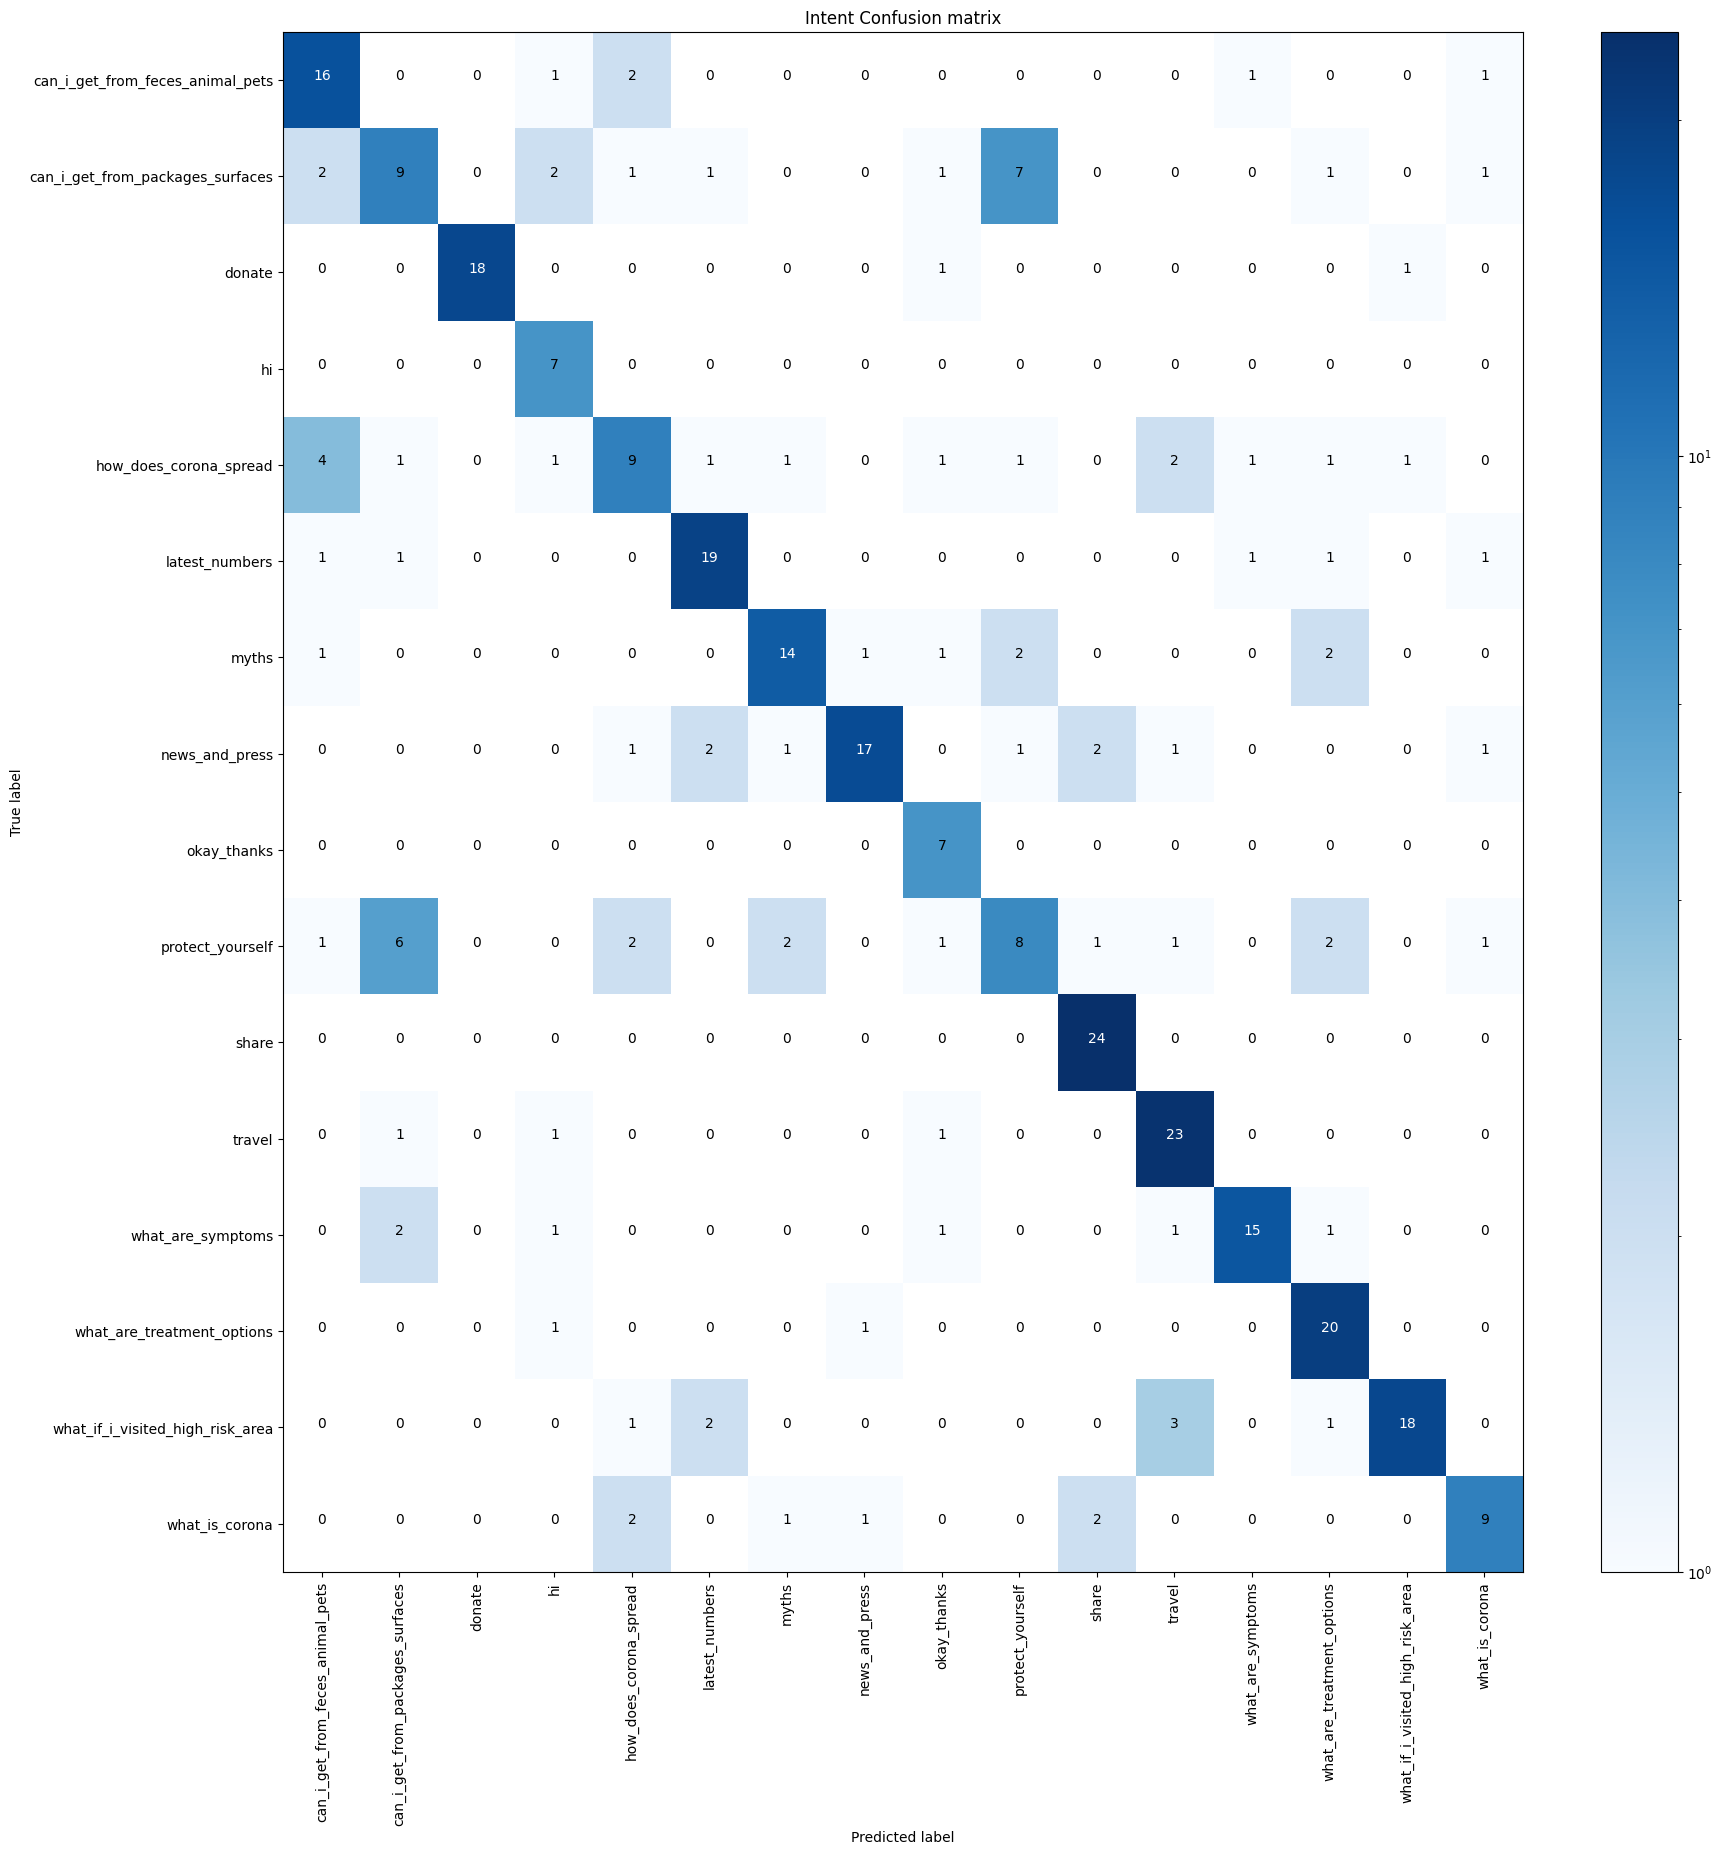 Intent Confusion matrix
True label
can_i_get_from_feces_animal_pets 16 0 0 1 2 0 0 0 0 0 0 0 1 0 0 1
can_i_get_from_packages_surfaces 2 9 0 2 1 1 0 0 1 7 0 0 0 1 0 1
donate 0 0 18 0 0 0 0 0 1 0 0 0 0 0 1 0
hi 0 0 0 7 0 0 0 0 0 0 0 0 0 0 0 0
how_does_corona_spread 4 1 0 1 9 1 1 0 1 1 0 2 1 1 1 0
latest_numbers 1 1 0 0 0 19 0 0 0 0 0 0 1 1 0 1
myths 1 0 0 0 0 0 14 1 1 2 0 0 0 2 0 0
news_and_press 0 0 0 0 1 2 1 17 0 1 2 1 0 0 0 1
okay_thanks 0 0 0 0 0 0 0 0 7 0 0 0 0 0 0 0
protect_yourself 1 6 0 0 2 0 2 0 1 8 1 1 0 2 0 1
share 0 0 0 0 0 0 0 0 0 0 24 0 0 0 0 0
travel 0 1 0 1 0 0 0 0 1 0 0 23 0 0 0 0
what_are_symptoms 0 2 0 1 0 0 0 0 1 0 0 1 15 1 0 0
what_are_treatment_options 0 0 0 1 0 0 0 1 0 0 0 0 0 20 0 0
what_if_i_visited_high_risk_area 0 0 0 0 1 2 0 0 0 0 0 3 0 1 18 0
what_is_corona 0 0 0 0 2 0 1 1 0 0 2 0 0 0 0 9
can_i_get_from_feces_animal_pets
can_i_get_from_packages_surfaces
donate
hi
how_does_corona_spread
latest_numbers
myths
news_and_press
okay_thanks
protect_yourself
share
travel
what_are_symptoms
what_are_treatment_options
what_if_i_visited_high_risk_area
what_is_corona
Predicted label
10¹
10⁰